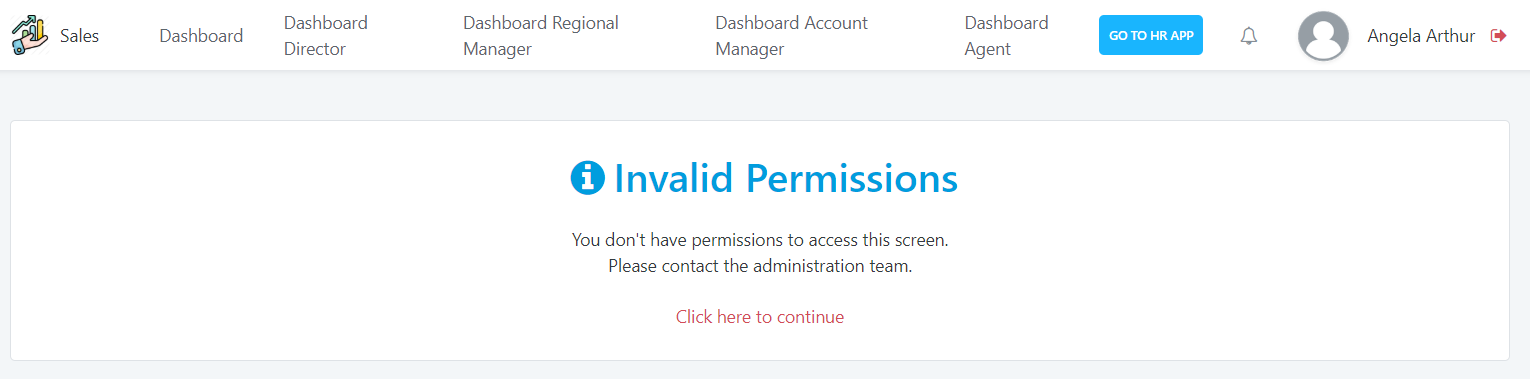 Sales
Dashboard
Dashboard
Director
Dashboard Regional
Manager
Dashboard Account
Manager
Dashboard
Agent
GO TO HR APP
Angela Arthur
Invalid Permissions
You don't have permissions to access this screen.
Please contact the administration team.
Click here to continue